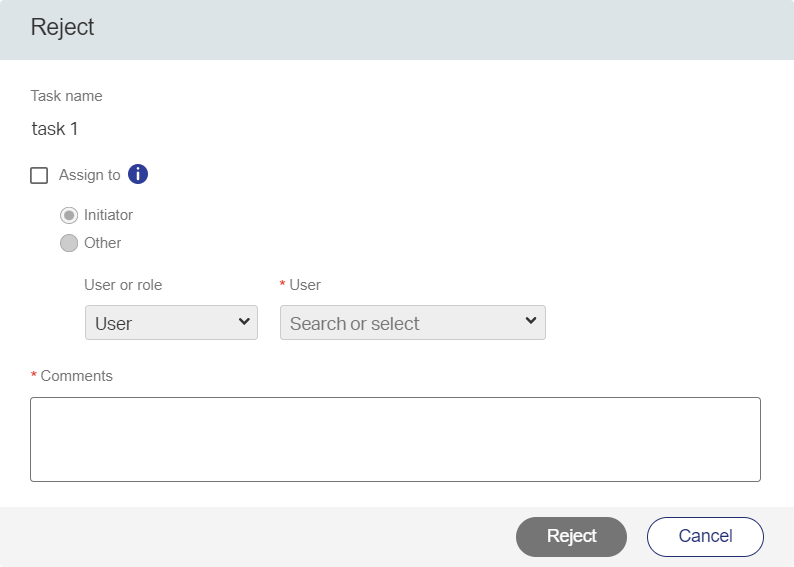 Reject
Task name
task 1
Assign to i
Initiator
Other
User or role * User
User Search or select
* Comments
Reject Cancel